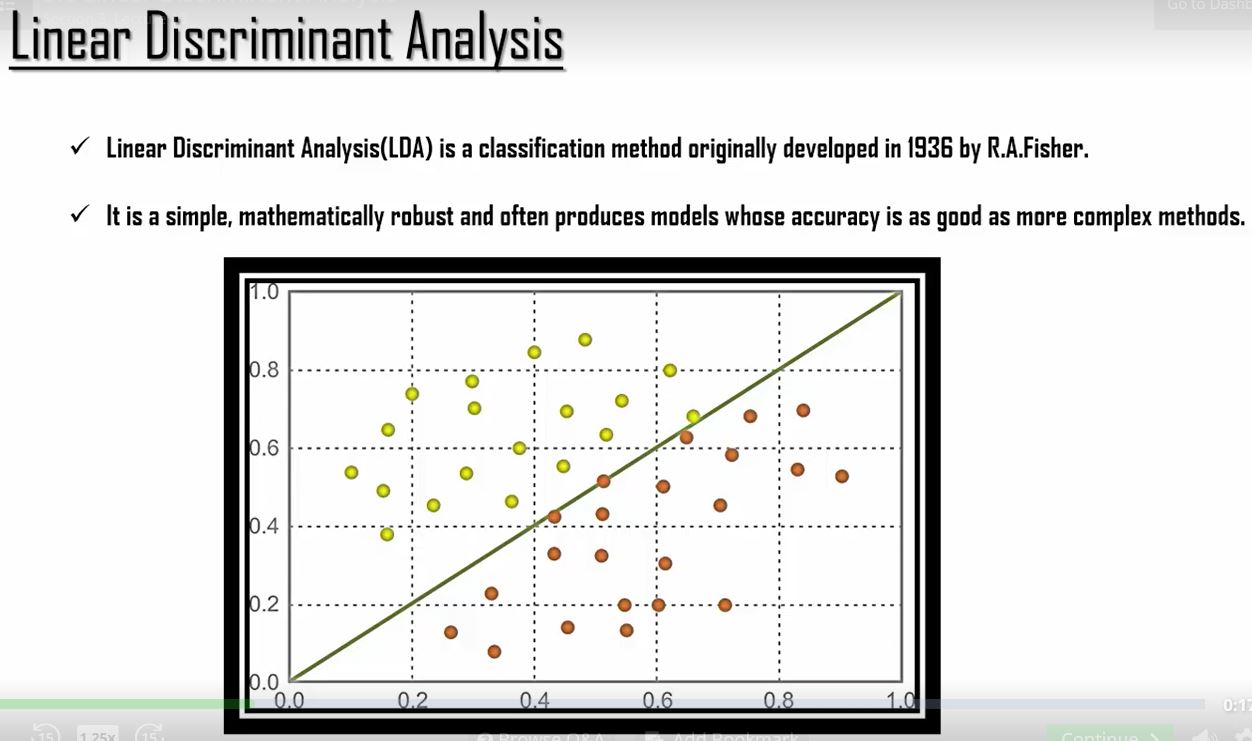 Go to Dashb
Linear Discriminant Analysis
✓ Linear Discriminant Analysis(LDA) is a classification method originally developed in 1936 by R.A.Fisher.
✓ It is a simple, mathematically robust and often produces models whose accuracy is as good as more complex methods.
1.0
0.8
0.6
0.4
0.2
0.0
0.0 0.2 0.4 0.6 0.8 1.0
0:17
15 1.25x 15 Browse Q&A Add Bookmark Continue